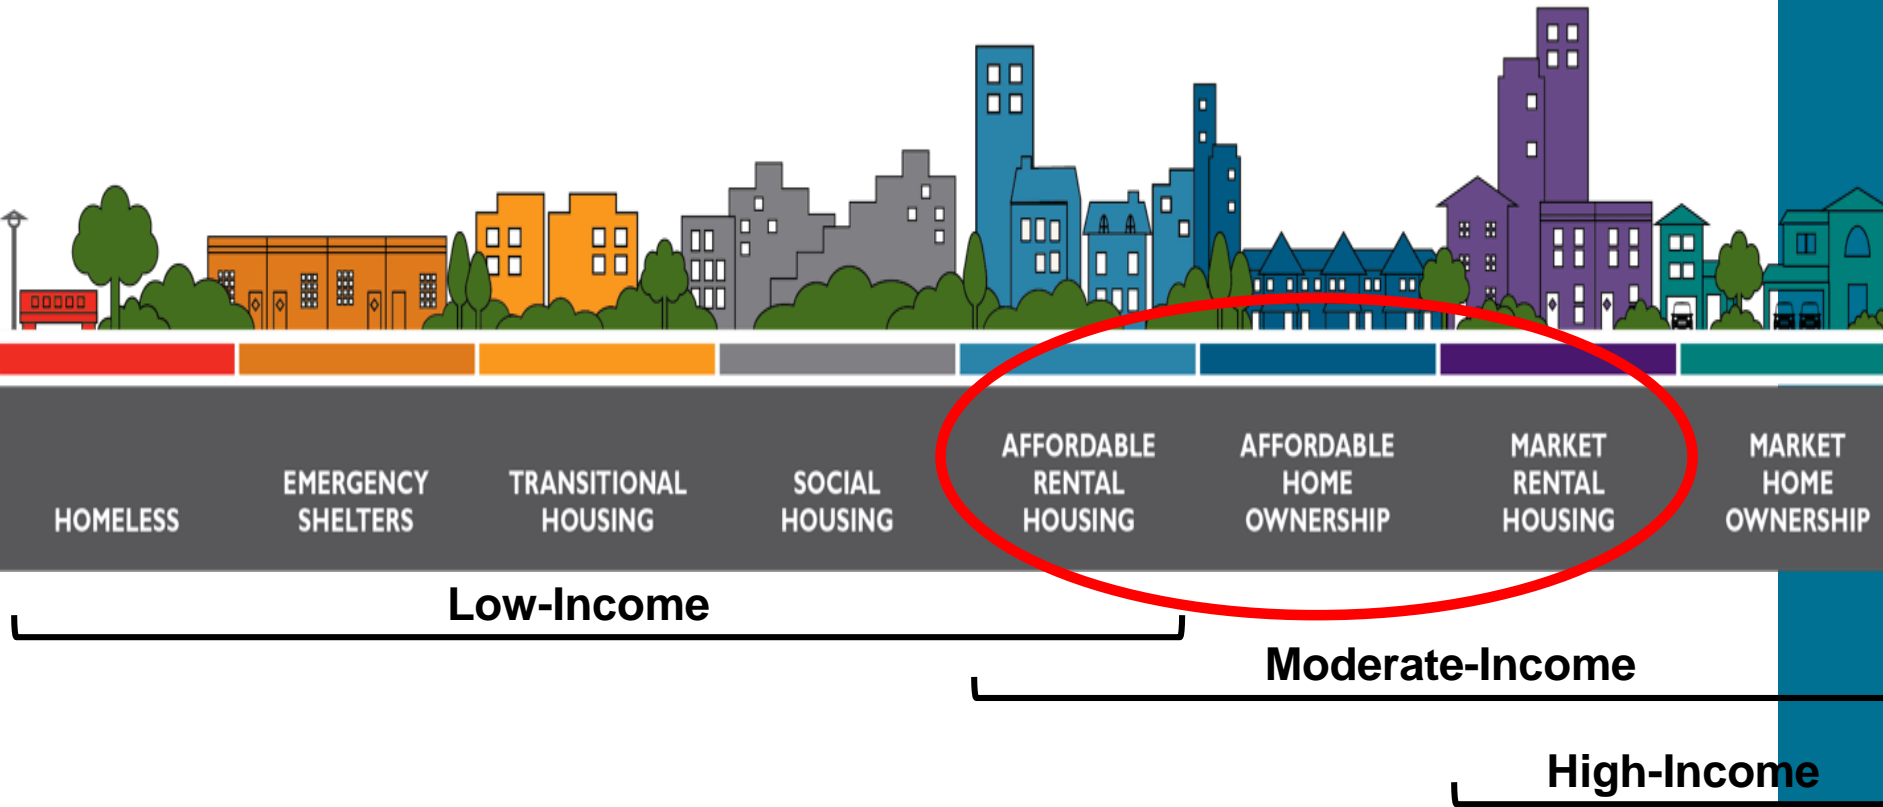 HOMELESS
EMERGENCY
SHELTERS
TRANSITIONAL
HOUSING
SOCIAL
HOUSING
AFFORDABLE
RENTAL
HOUSING
AFFORDABLE
HOME
OWNERSHIP
MARKET
RENTAL
HOUSING
MARKET
HOME
OWNERSHIP
Low-Income
Moderate-Income
High-Income